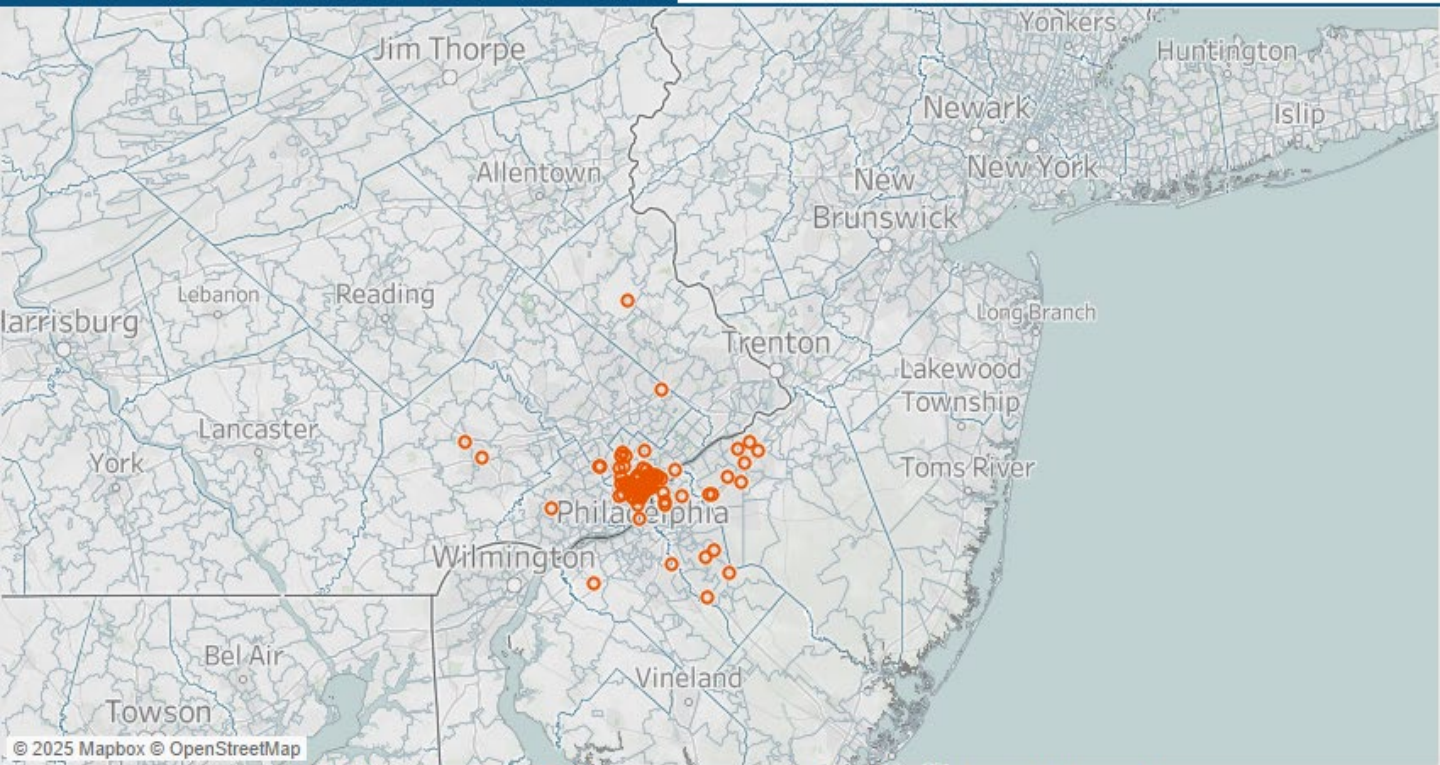 Yonkers
Jim Thorpe
Huntington
Newark
Islip
Allentown
New York
New
Brunswick
Lebanon
Reading
Long Branch
Harrisburg
Trenton
Lakewood
Township
Lancaster
York
Toms River
Philadelphia
Wilmington
Bel Air
Vineland
Towson
© 2025 Mapbox © OpenStreetMap